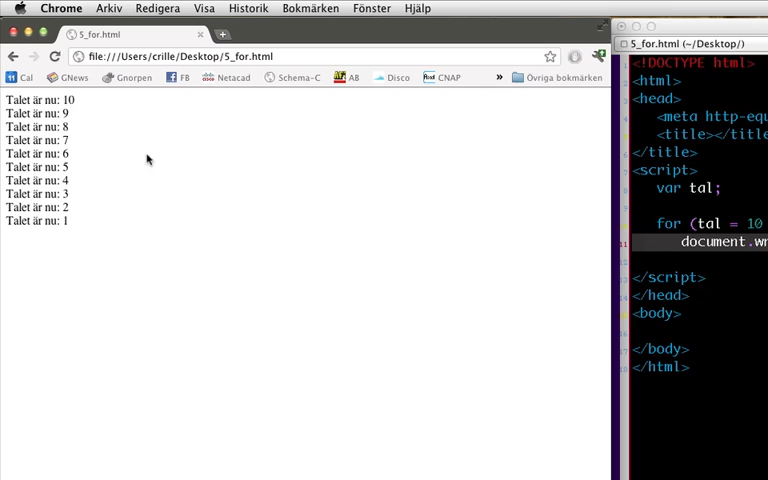 Chrome Arkiv Redigera Visa Historik Bokmärken Fönster Hjälp
5_for.html
file:///Users/crille/Desktop/5_for.html
11 Cal GNews Gnorpen FB Netacad Schema-C AB Disco CNAP » Övriga bokmärken
Talet är nu: 10
Talet är nu: 9
Talet är nu: 8
Talet är nu: 7
Talet är nu: 6
Talet är nu: 5
Talet är nu: 4
Talet är nu: 3
Talet är nu: 2
Talet är nu: 1
5_for.html (~/Desktop/)
<!DOCTYPE html>
<html>
<head>
<meta http-equ
<title></title
</title>
<script>
var tal;
for (tal = 10
11 document.wr
</script>
</head>
<body>
</body>
</html>